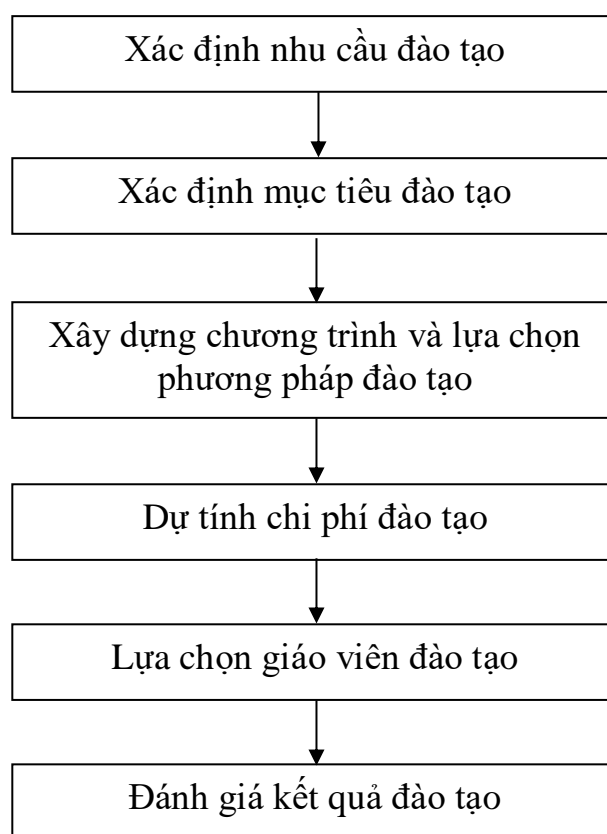 Xác định nhu cầu đào tạo
Xác định mục tiêu đào tạo
Xây dựng chương trình và lựa chọn
phương pháp đào tạo
Dự tính chi phí đào tạo
Lựa chọn giáo viên đào tạo
Đánh giá kết quả đào tạo